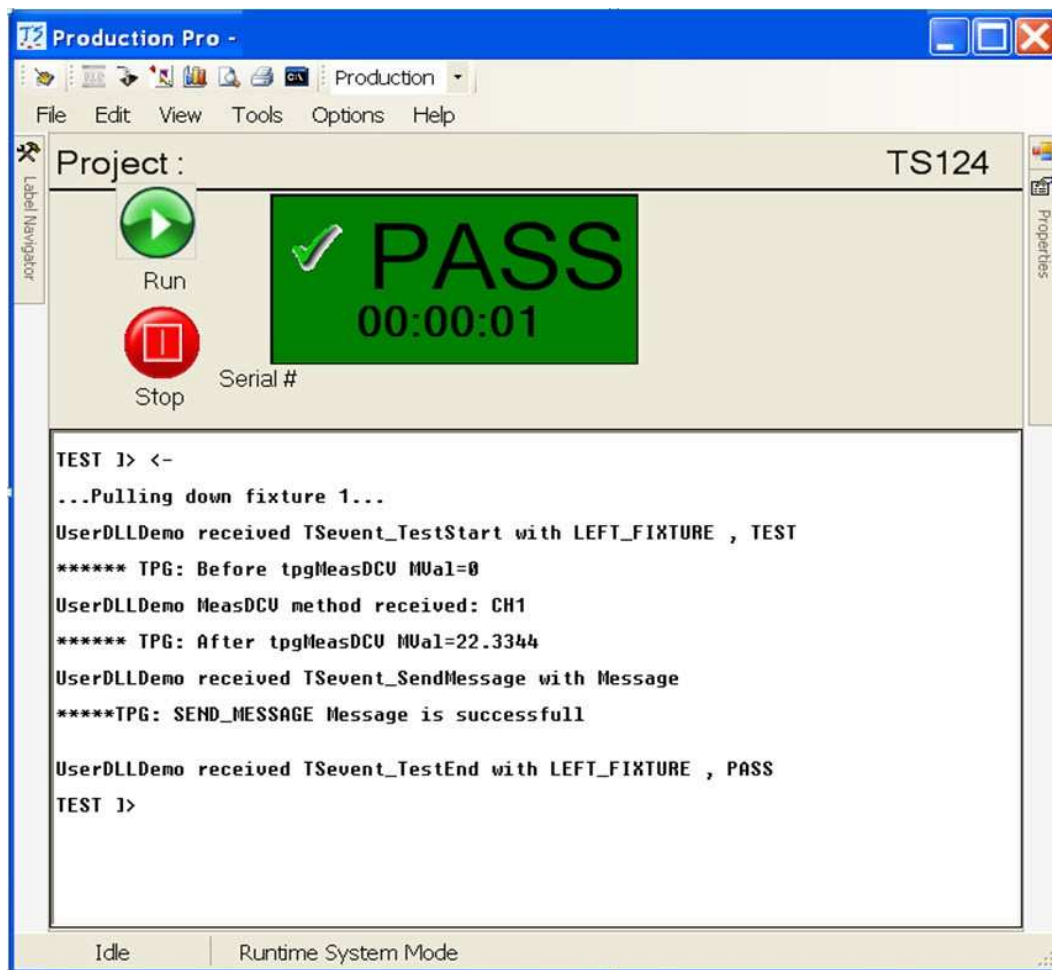 Production Pro -
Production
File Edit View Tools Options Help
Label Navigator
Project : TS124
Properties
PASS
00:00:01
Run
Stop
Serial #
TEST ]> <-
...Pulling down fixture 1...
UserDLLDemo received TSevent_TestStart with LEFT_FIXTURE , TEST
****** TPG: Before tpgMeasDCV MVal=0
UserDLLDemo MeasDCV method received: CH1
****** TPG: After tpgMeasDCV MVal=22.3344
UserDLLDemo received TSevent_SendMessage with Message
*****TPG: SEND_MESSAGE Message is successfull
UserDLLDemo received TSevent_TestEnd with LEFT_FIXTURE , PASS
TEST ]>
Idle Runtime System Mode